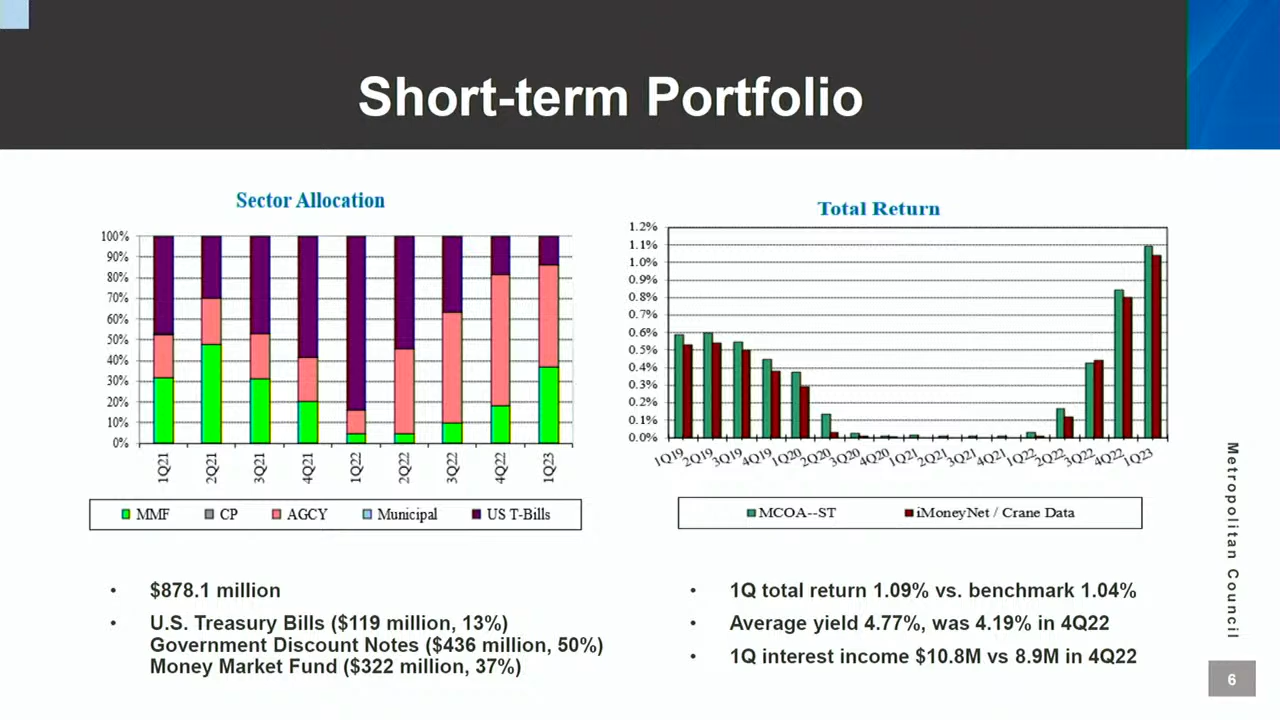 Short-term Portfolio
Sector Allocation
100%
90%
80%
70%
60%
50%
40%
30%
20%
10%
0%
1Q21
2Q21
3Q21
4Q21
1Q22
2Q22
3Q22
4Q22
1Q23
MMF CP AGCY Municipal US T-Bills
Total Return
1.2%
1.1%
1.0%
0.9%
0.8%
0.7%
0.6%
0.5%
0.4%
0.3%
0.2%
0.1%
0.0%
1Q19
2Q19
3Q19
4Q19
1Q20
2Q20
3Q20
4Q20
1Q21
2Q21
3Q21
4Q21
1Q22
2Q22
3Q22
4Q22
1Q23
MCOA--ST iMoneyNet / Crane Data
• $878.1 million
• U.S. Treasury Bills ($119 million, 13%)
Government Discount Notes ($436 million, 50%)
Money Market Fund ($322 million, 37%)
• 1Q total return 1.09% vs. benchmark 1.04%
• Average yield 4.77%, was 4.19% in 4Q22
• 1Q interest income $10.8M vs 8.9M in 4Q22
Metropolitan Council
6